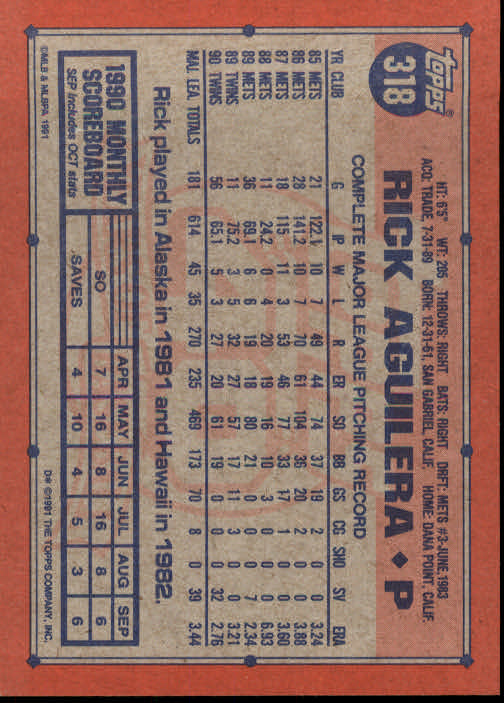 topps®
318
RICK AGUILERA • P
HT: 6'5" WT: 205 THROWS: RIGHT BATS: RIGHT DRFT: METS #3-JUNE, 1983
ACQ: TRADE, 7-31-89 BORN: 12-31-61, SAN GABRIEL, CALIF. HOME: DANA POINT, CALIF.
COMPLETE MAJOR LEAGUE PITCHING RECORD
YR CLUB G IP W L R ER SO BB GS CG SHO SV ERA
85 METS 21 122.1 10 7 49 44 74 37 19 2 0 0 3.24
86 METS 28 141.2 10 7 70 61 104 36 20 2 0 0 3.88
87 METS 18 115 11 3 53 46 77 33 17 1 0 0 3.60
88 METS 11 24.2 0 4 20 19 16 10 3 0 0 0 6.93
89 METS 36 69.1 6 6 19 18 80 21 0 0 0 7 2.34
89 TWINS 11 75.2 3 5 32 27 57 17 11 3 0 0 3.21
90 TWINS 56 65.1 5 3 27 20 61 19 0 0 0 32 2.76
MAJ. LEA. TOTALS 181 614 45 35 270 235 469 173 70 8 0 39 3.44
Rick played in Alaska in 1981 and Hawaii in 1982.
1990 MONTHLY SCOREBOARD
SEP includes OCT stats
APR MAY JUN JUL AUG SEP
SO 7 16 8 16 8 6
SAVES 4 10 4 5 3 6
©MLB & MLBPA 1991
D* ©1991 THE TOPPS COMPANY, INC.